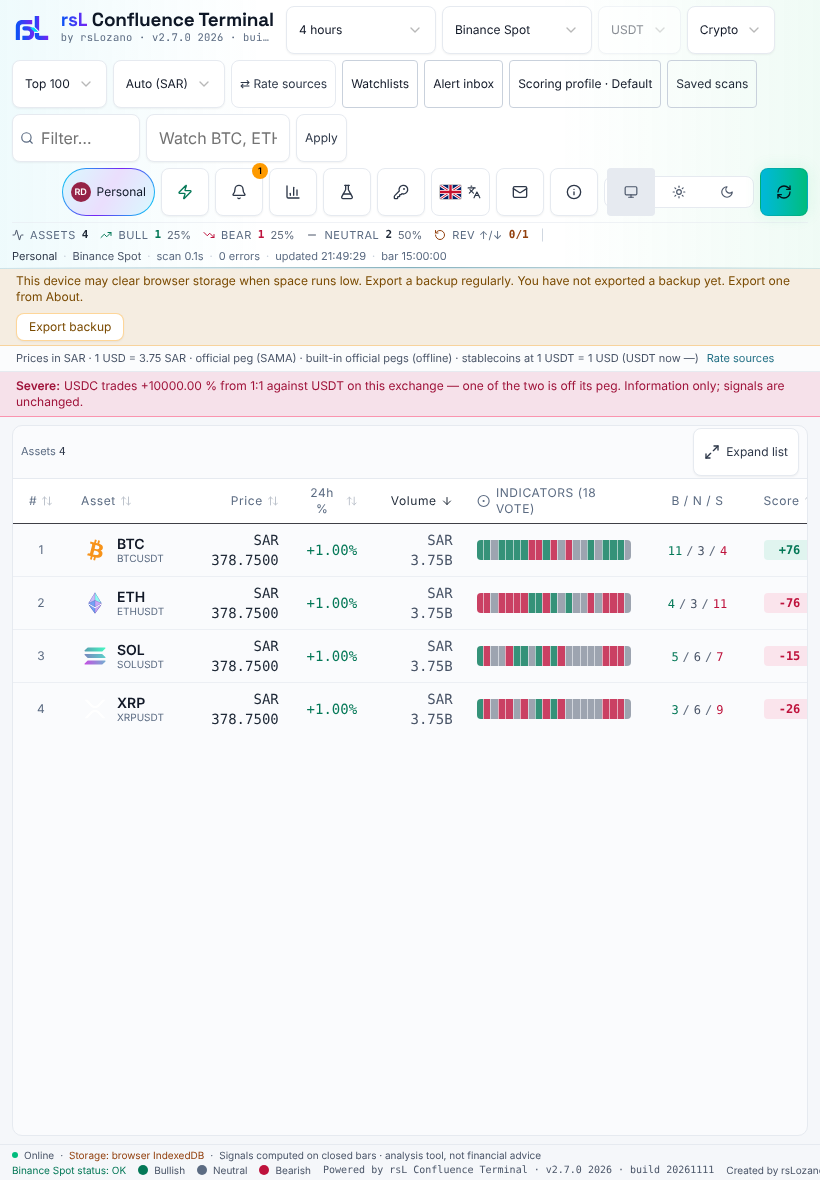 rsL Confluence Terminal
by rsLozano · v2.7.0 2026 · bui…
4 hours
Binance Spot
USDT
Crypto
Top 100
Auto (SAR)
⇄ Rate sources
Watchlists
Alert inbox
Scoring profile · Default
Saved scans
Filter...
Watch BTC, ETH
Apply
RD Personal
1
ASSETS 4 BULL 1 25% BEAR 1 25% NEUTRAL 2 50% REV ↑/↓ 0/1
Personal · Binance Spot · scan 0.1s · 0 errors · updated 21:49:29 · bar 15:00:00
This device may clear browser storage when space runs low. Export a backup regularly. You have not exported a backup yet. Export one
from About.
Export backup
Prices in SAR · 1 USD = 3.75 SAR · official peg (SAMA) · built-in official pegs (offline) · stablecoins at 1 USDT = 1 USD (USDT now —) Rate sources
Severe: USDC trades +10000.00 % from 1:1 against USDT on this exchange — one of the two is off its peg. Information only; signals are
unchanged.
Assets 4
Expand list
# Asset Price 24h % Volume ↓ INDICATORS (18 VOTE) B / N / S Score
1 BTC BTCUSDT SAR 378.7500 +1.00% SAR 3.75B 11 / 3 / 4 +76
2 ETH ETHUSDT SAR 378.7500 +1.00% SAR 3.75B 4 / 3 / 11 -76
3 SOL SOLUSDT SAR 378.7500 +1.00% SAR 3.75B 5 / 6 / 7 -15
4 XRP XRPUSDT SAR 378.7500 +1.00% SAR 3.75B 3 / 6 / 9 -26
Online · Storage: browser IndexedDB · Signals computed on closed bars · analysis tool, not financial advice
Binance Spot status: OK Bullish Neutral Bearish Powered by rsL Confluence Terminal · v2.7.0 2026 · build 20261111 Created by rsLozan